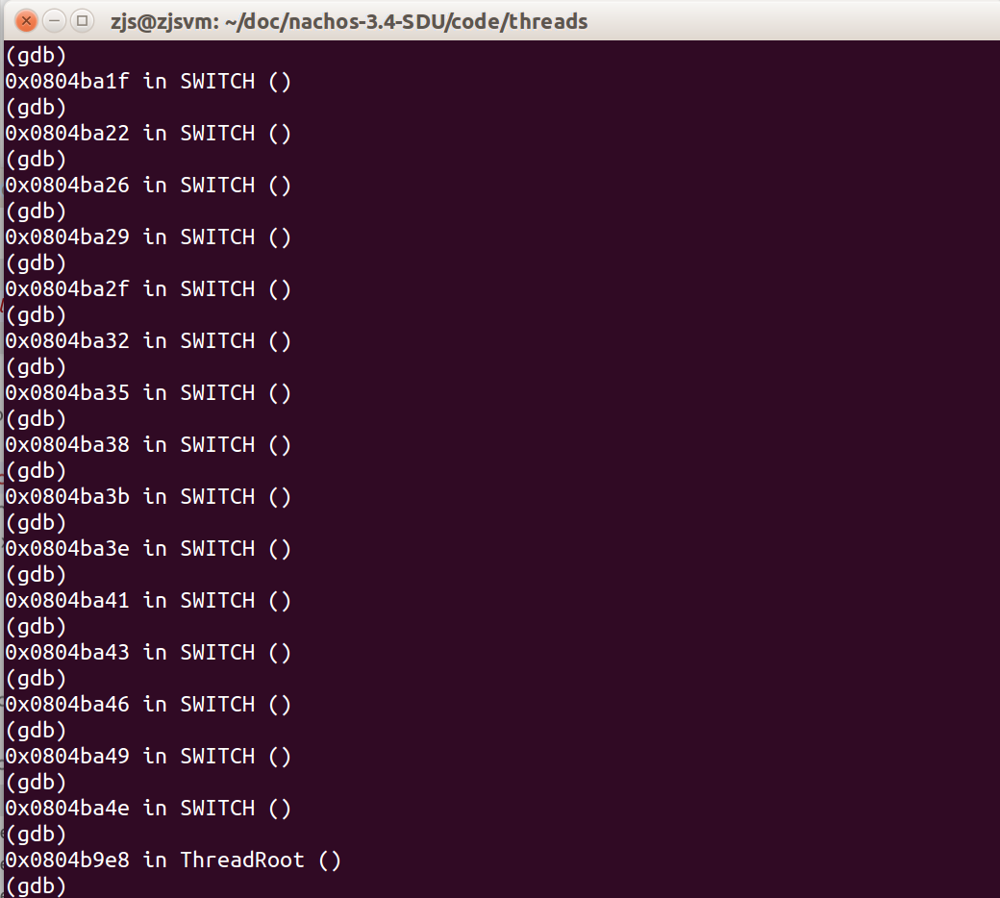 zjs@zjsvm: ~/doc/nachos-3.4-SDU/code/threads
(gdb)
0x0804ba1f in SWITCH ()
(gdb)
0x0804ba22 in SWITCH ()
(gdb)
0x0804ba26 in SWITCH ()
(gdb)
0x0804ba29 in SWITCH ()
(gdb)
0x0804ba2f in SWITCH ()
(gdb)
0x0804ba32 in SWITCH ()
(gdb)
0x0804ba35 in SWITCH ()
(gdb)
0x0804ba38 in SWITCH ()
(gdb)
0x0804ba3b in SWITCH ()
(gdb)
0x0804ba3e in SWITCH ()
(gdb)
0x0804ba41 in SWITCH ()
(gdb)
0x0804ba43 in SWITCH ()
(gdb)
0x0804ba46 in SWITCH ()
(gdb)
0x0804ba49 in SWITCH ()
(gdb)
0x0804ba4e in SWITCH ()
(gdb)
0x0804b9e8 in ThreadRoot ()
(gdb)